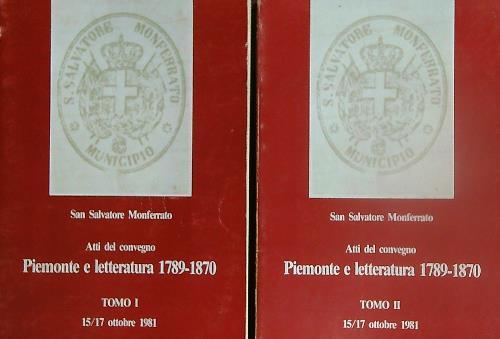 S. SALVATORE MONFERRATO
MUNICIPIO
San Salvatore Monferrato
Atti del convegno
Piemonte e letteratura 1789-1870
TOMO I
15/17 ottobre 1981
S. SALVATORE MONFERRATO
MUNICIPIO
San Salvatore Monferrato
Atti del convegno
Piemonte e letteratura 1789-1870
TOMO II
15/17 ottobre 1981